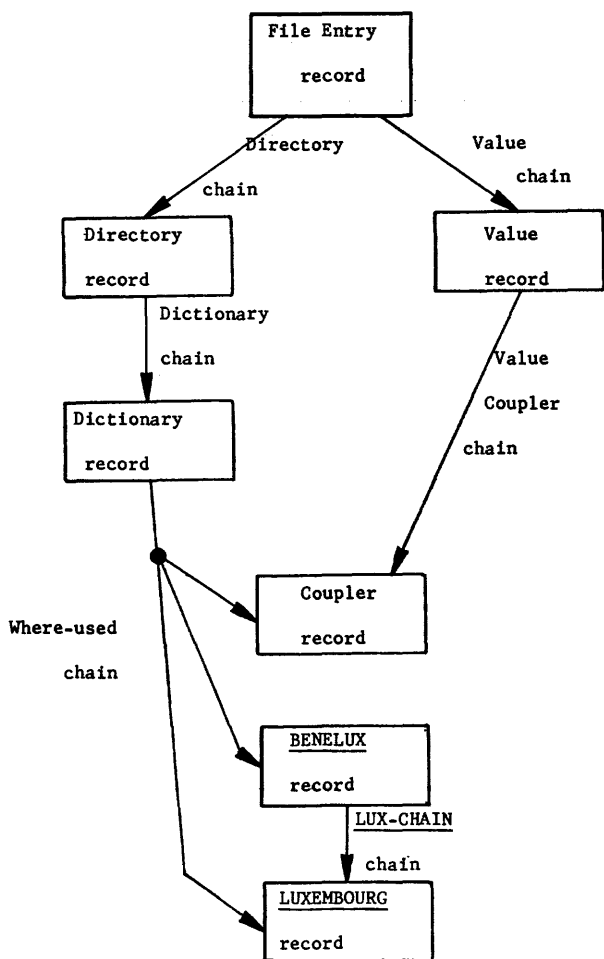 File Entry
record
Directory
chain
Value
chain
Directory
record
Value
record
Dictionary
chain
Value
Coupler
chain
Dictionary
record
Where-used
chain
Coupler
record
BENELUX
record
LUX-CHAIN
chain
LUXEMBOURG
record